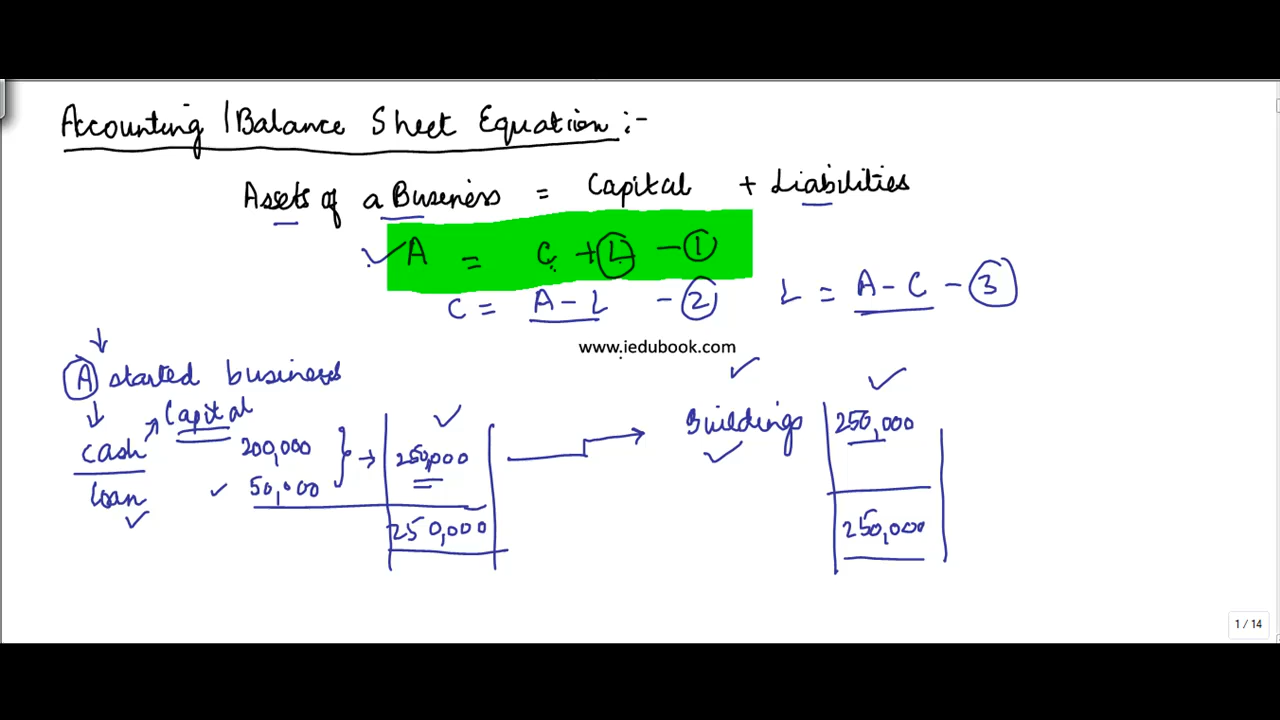 Accounting / Balance Sheet Equation :-
Assets of a Business = Capital + Liabilities
A = C + L - 1
C = A - L - 2 L = A - C - 3
www.iedubook.com
A started business
Capital
cash 200,000 250,000 Buildings 250,000
loan 50,000
250,000 250,000
1 / 14